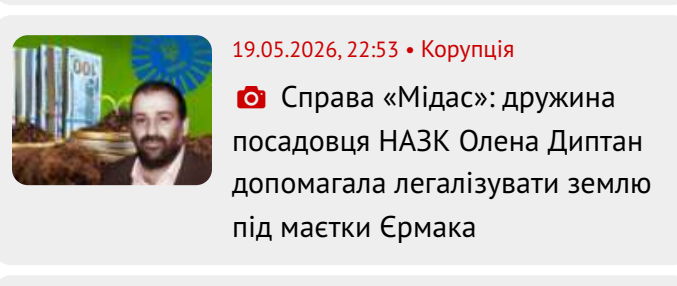 19.05.2026, 22:53 • Корупція
Справа «Мідас»: дружина
посадовця НАЗК Олена Диптан
допомагала легалізувати землю
під маєтки Єрмака
100